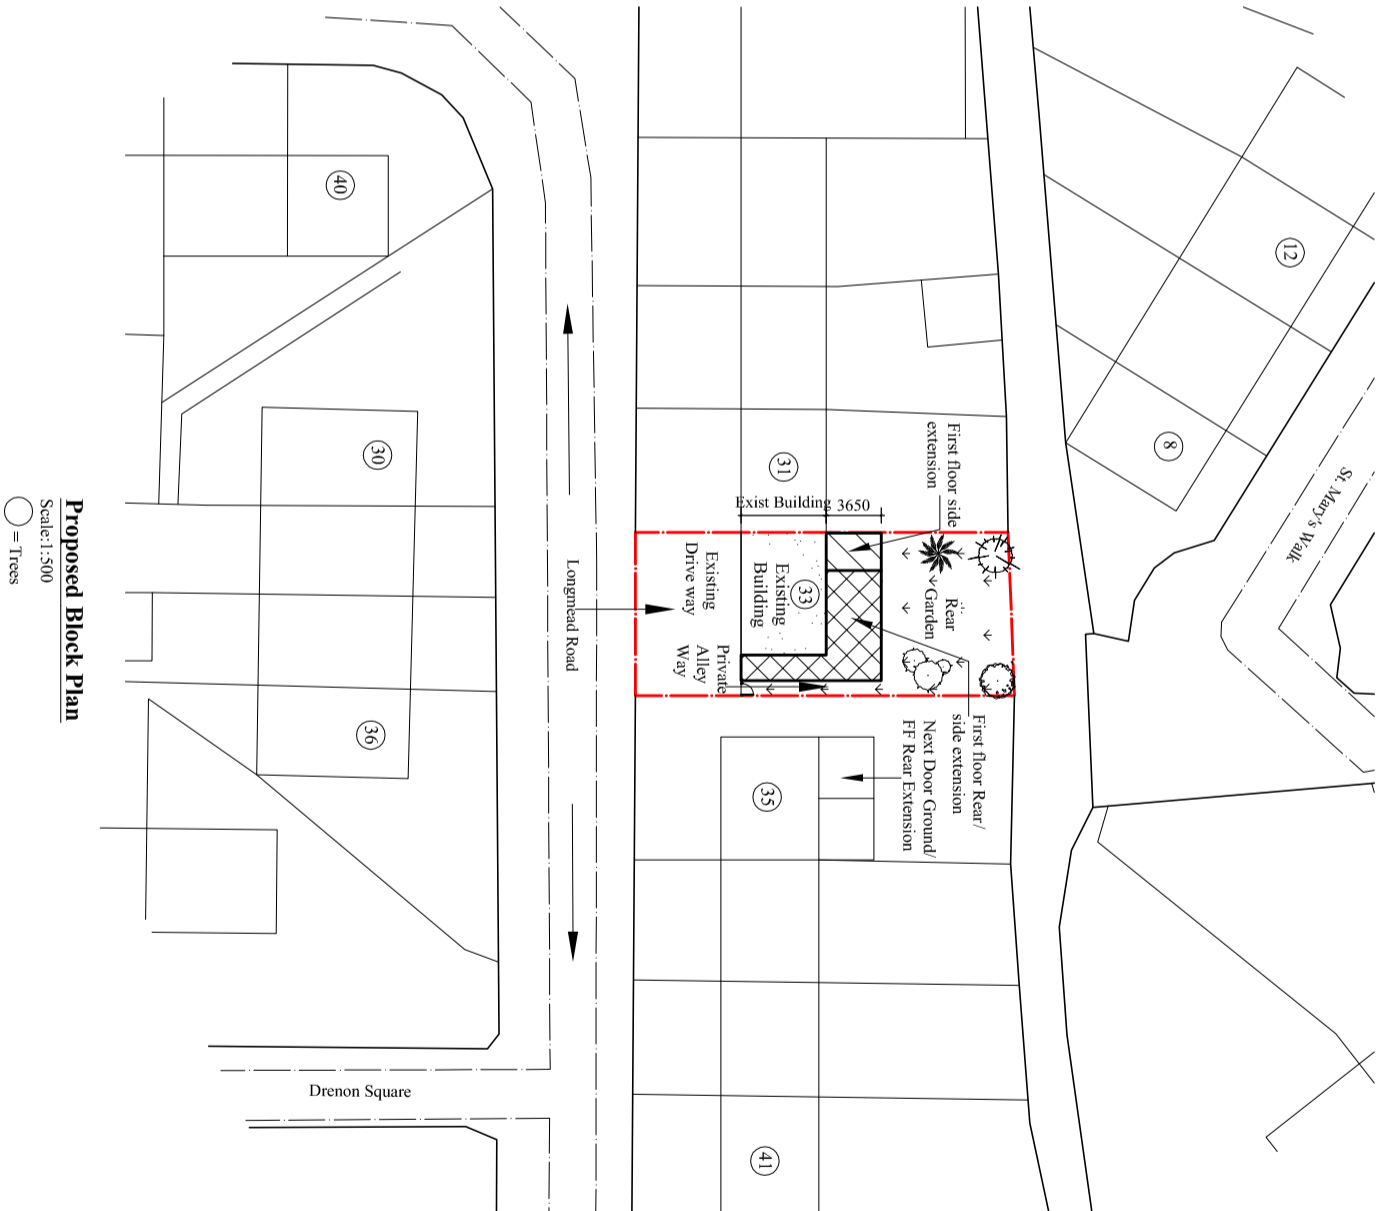 40
12
30
8
31
First floor side
extension
Exist Building
3650
St. Mary's Walk
Existing
Drive way
Existing
Building
33
Rear
Garden
Longmead Road
Private
Alley
Way
First floor Rear/
side extension
Next Door Ground/
FF Rear Extension
36
35
41
Drenon Square
Proposed Block Plan
Scale:1:500
= Trees